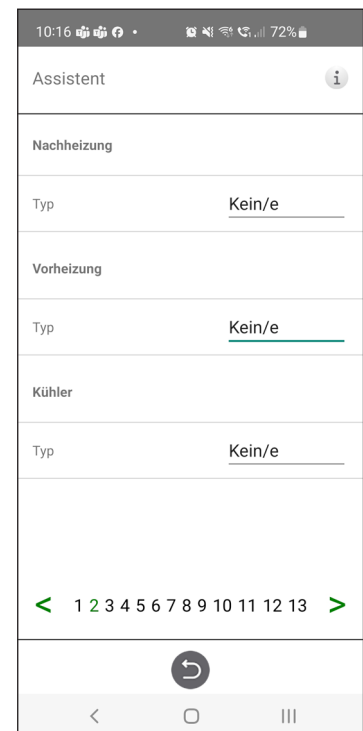 10:16 72%
Assistent i
Nachheizung
Typ Kein/e
Vorheizung
Typ Kein/e
Kühler
Typ Kein/e
< 1 2 3 4 5 6 7 8 9 10 11 12 13 >